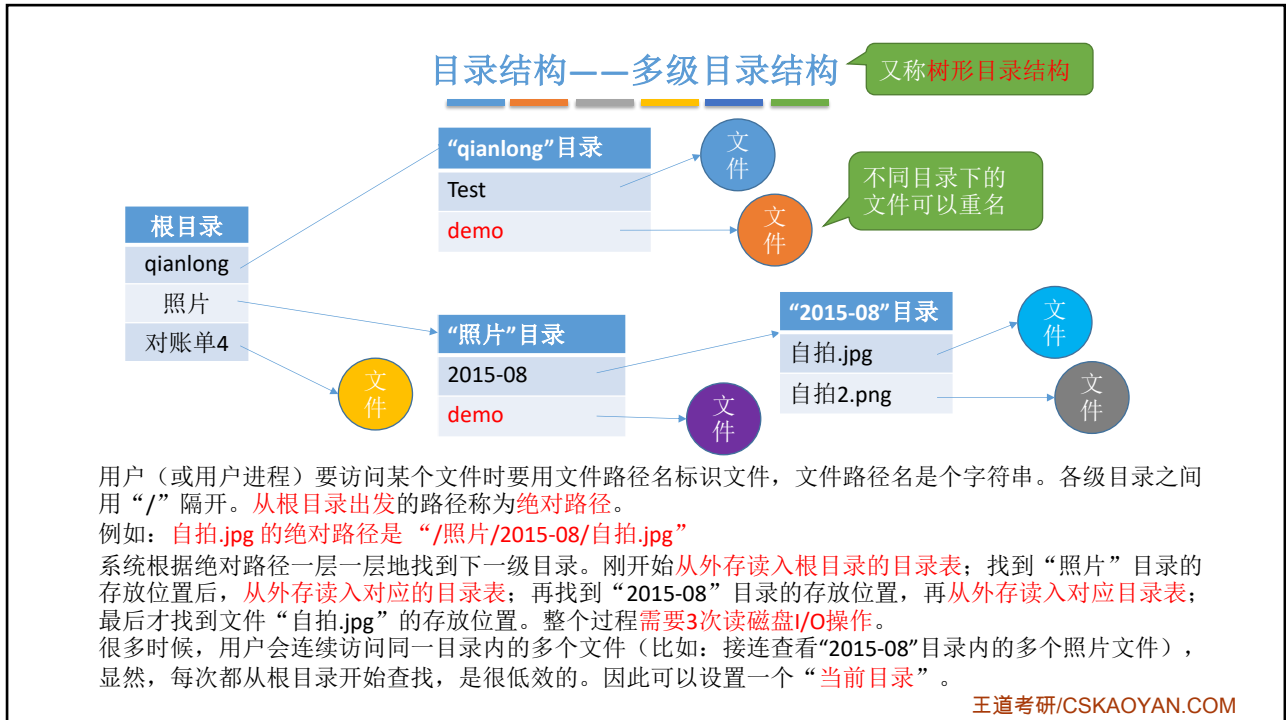 目录结构——多级目录结构
又称树形目录结构
“qianlong”目录
Test
demo
文件
文件
不同目录下的
文件可以重名
根目录
qianlong
照片
对账单4
文件
“照片”目录
2015-08
demo
文件
“2015-08”目录
自拍.jpg
自拍2.png
文件
文件
用户（或用户进程）要访问某个文件时要用文件路径名标识文件，文件路径名是个字符串。各级目录之间
用“/”隔开。从根目录出发的路径称为绝对路径。
例如：自拍.jpg 的绝对路径是 “/照片/2015-08/自拍.jpg”
系统根据绝对路径一层一层地找到下一级目录。刚开始从外存读入根目录的目录表；找到“照片”目录的
存放位置后，从外存读入对应的目录表；再找到“2015-08”目录的存放位置，再从外存读入对应目录表；
最后才找到文件“自拍.jpg”的存放位置。整个过程需要3次读磁盘I/O操作。
很多时候，用户会连续访问同一目录内的多个文件（比如：接连查看“2015-08”目录内的多个照片文件），
显然，每次都从根目录开始查找，是很低效的。因此可以设置一个“当前目录”。
王道考研/CSKAOYAN.COM